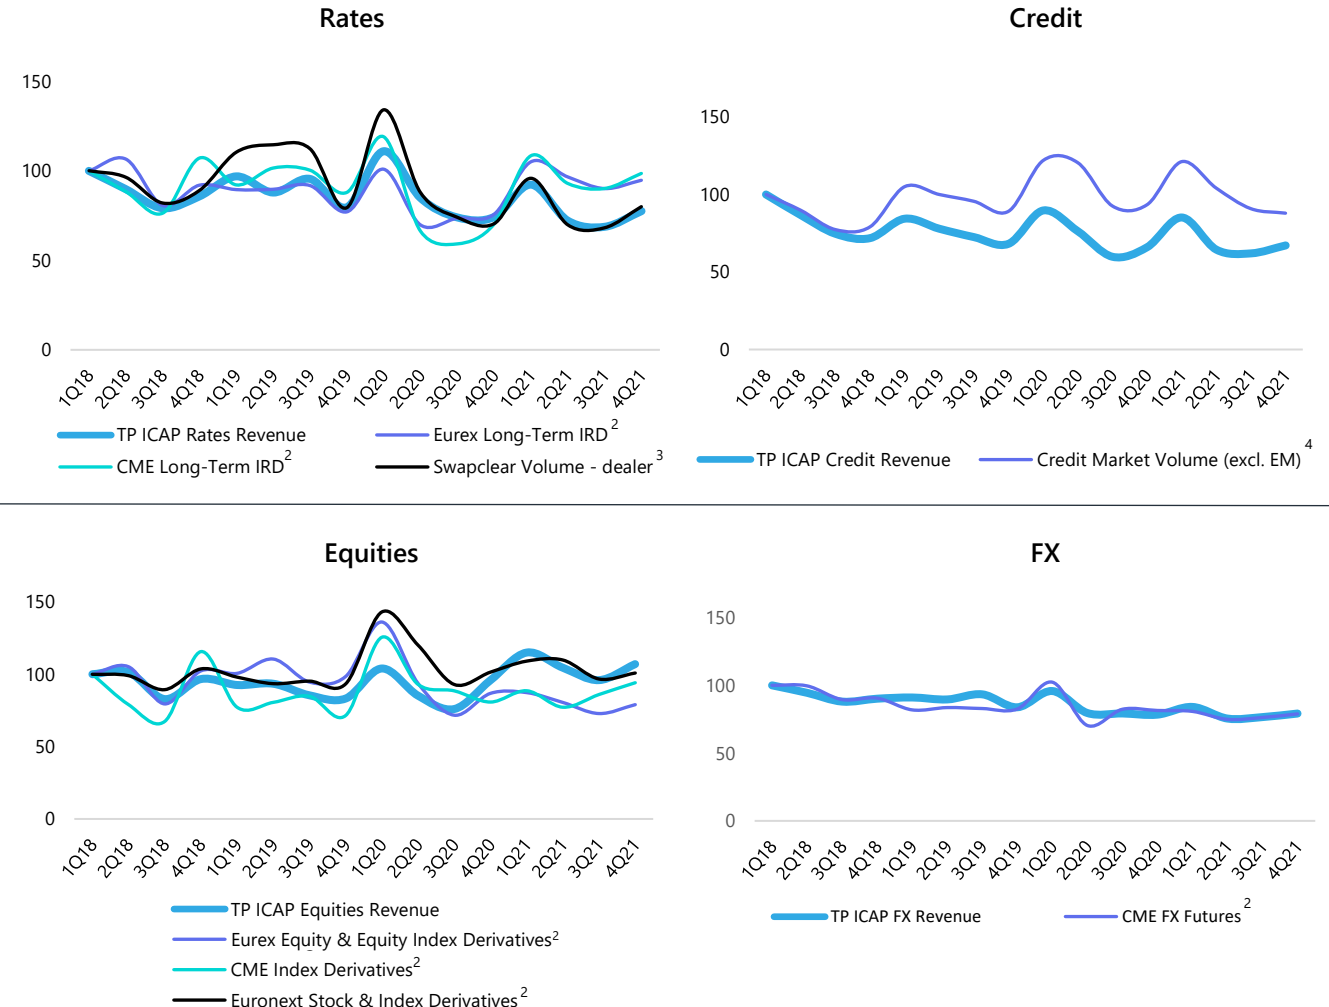 Rates
150
100
50
0
1Q18 2Q18 3Q18 4Q18 1Q19 2Q19 3Q19 4Q19 1Q20 2Q20 3Q20 4Q20 1Q21 2Q21 3Q21 4Q21
TP ICAP Rates Revenue Eurex Long-Term IRD 2
CME Long-Term IRD 2 Swapclear Volume - dealer 3
Credit
150
100
50
0
1Q18 2Q18 3Q18 4Q18 1Q19 2Q19 3Q19 4Q19 1Q20 2Q20 3Q20 4Q20 1Q21 2Q21 3Q21 4Q21
TP ICAP Credit Revenue Credit Market Volume (excl. EM) 4
Equities
150
100
50
0
1Q18 2Q18 3Q18 4Q18 1Q19 2Q19 3Q19 4Q19 1Q20 2Q20 3Q20 4Q20 1Q21 2Q21 3Q21 4Q21
TP ICAP Equities Revenue
Eurex Equity & Equity Index Derivatives 2
CME Index Derivatives 2
Euronext Stock & Index Derivatives 2
FX
150
100
50
0
1Q18 2Q18 3Q18 4Q18 1Q19 2Q19 3Q19 4Q19 1Q20 2Q20 3Q20 4Q20 1Q21 2Q21 3Q21 4Q21
TP ICAP FX Revenue CME FX Futures 2